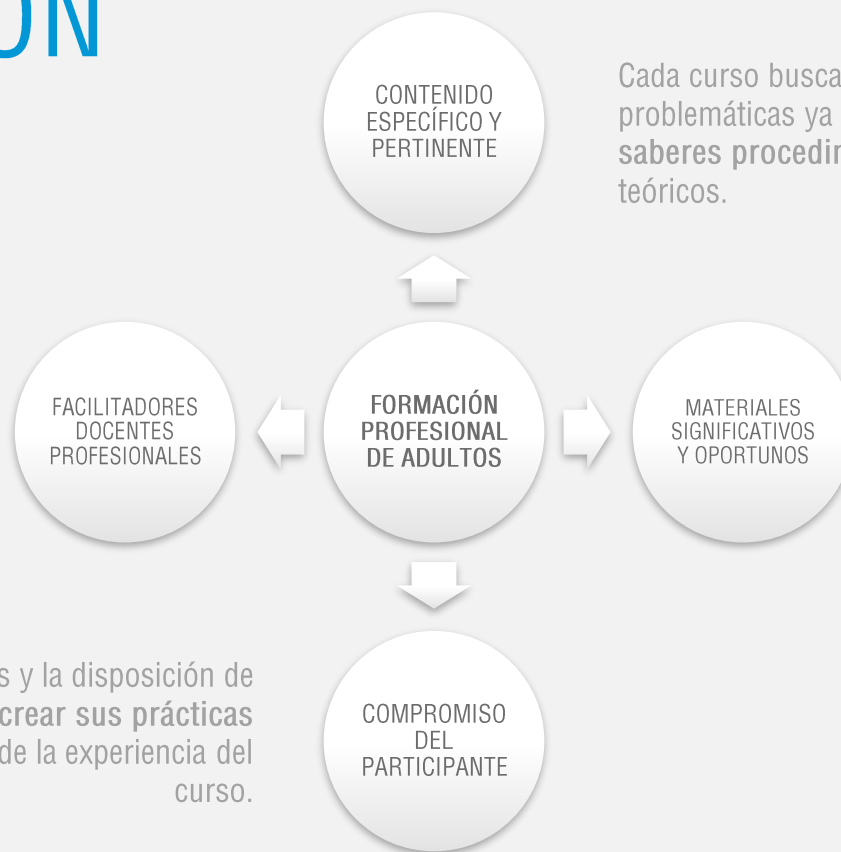 ÓN
CONTENIDO
ESPECÍFICO Y
PERTINENTE
Cada curso busca
problemáticas ya
saberes procedi
teóricos.
FACILITADORES
DOCENTES
PROFESIONALES
FORMACIÓN
PROFESIONAL
DE ADULTOS
MATERIALES
SIGNIFICATIVOS
Y OPORTUNOS
s y la disposición de
crear sus prácticas
de la experiencia del
curso.
COMPROMISO
DEL
PARTICIPANTE